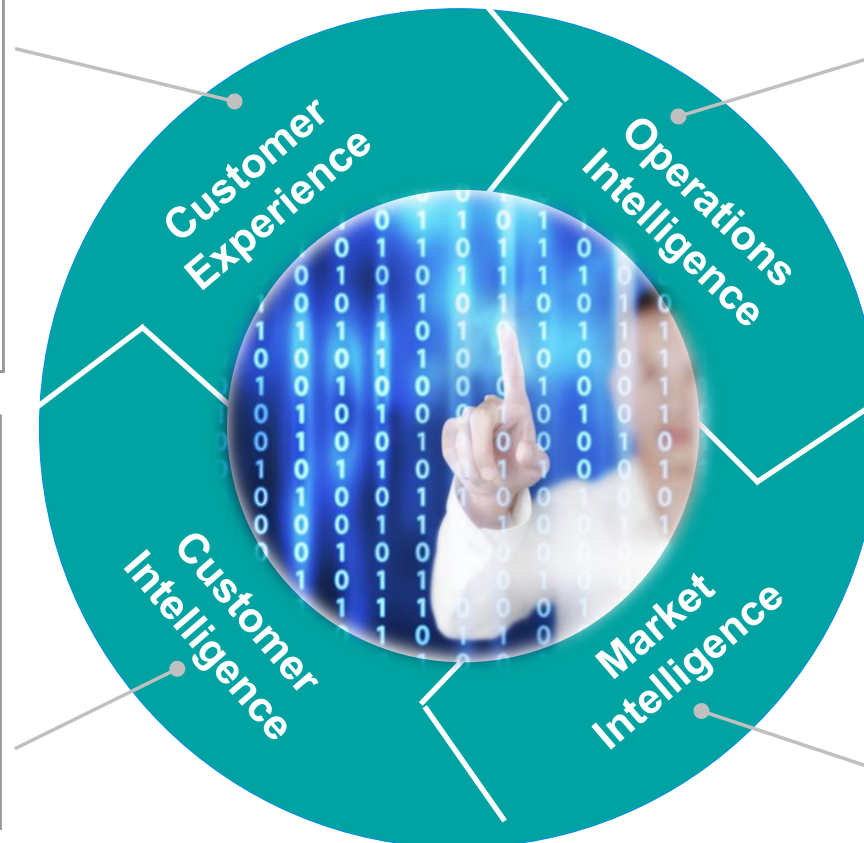 Customer
Experience
Operations
Intelligence
Customer
Intelligence
Market
Intelligence